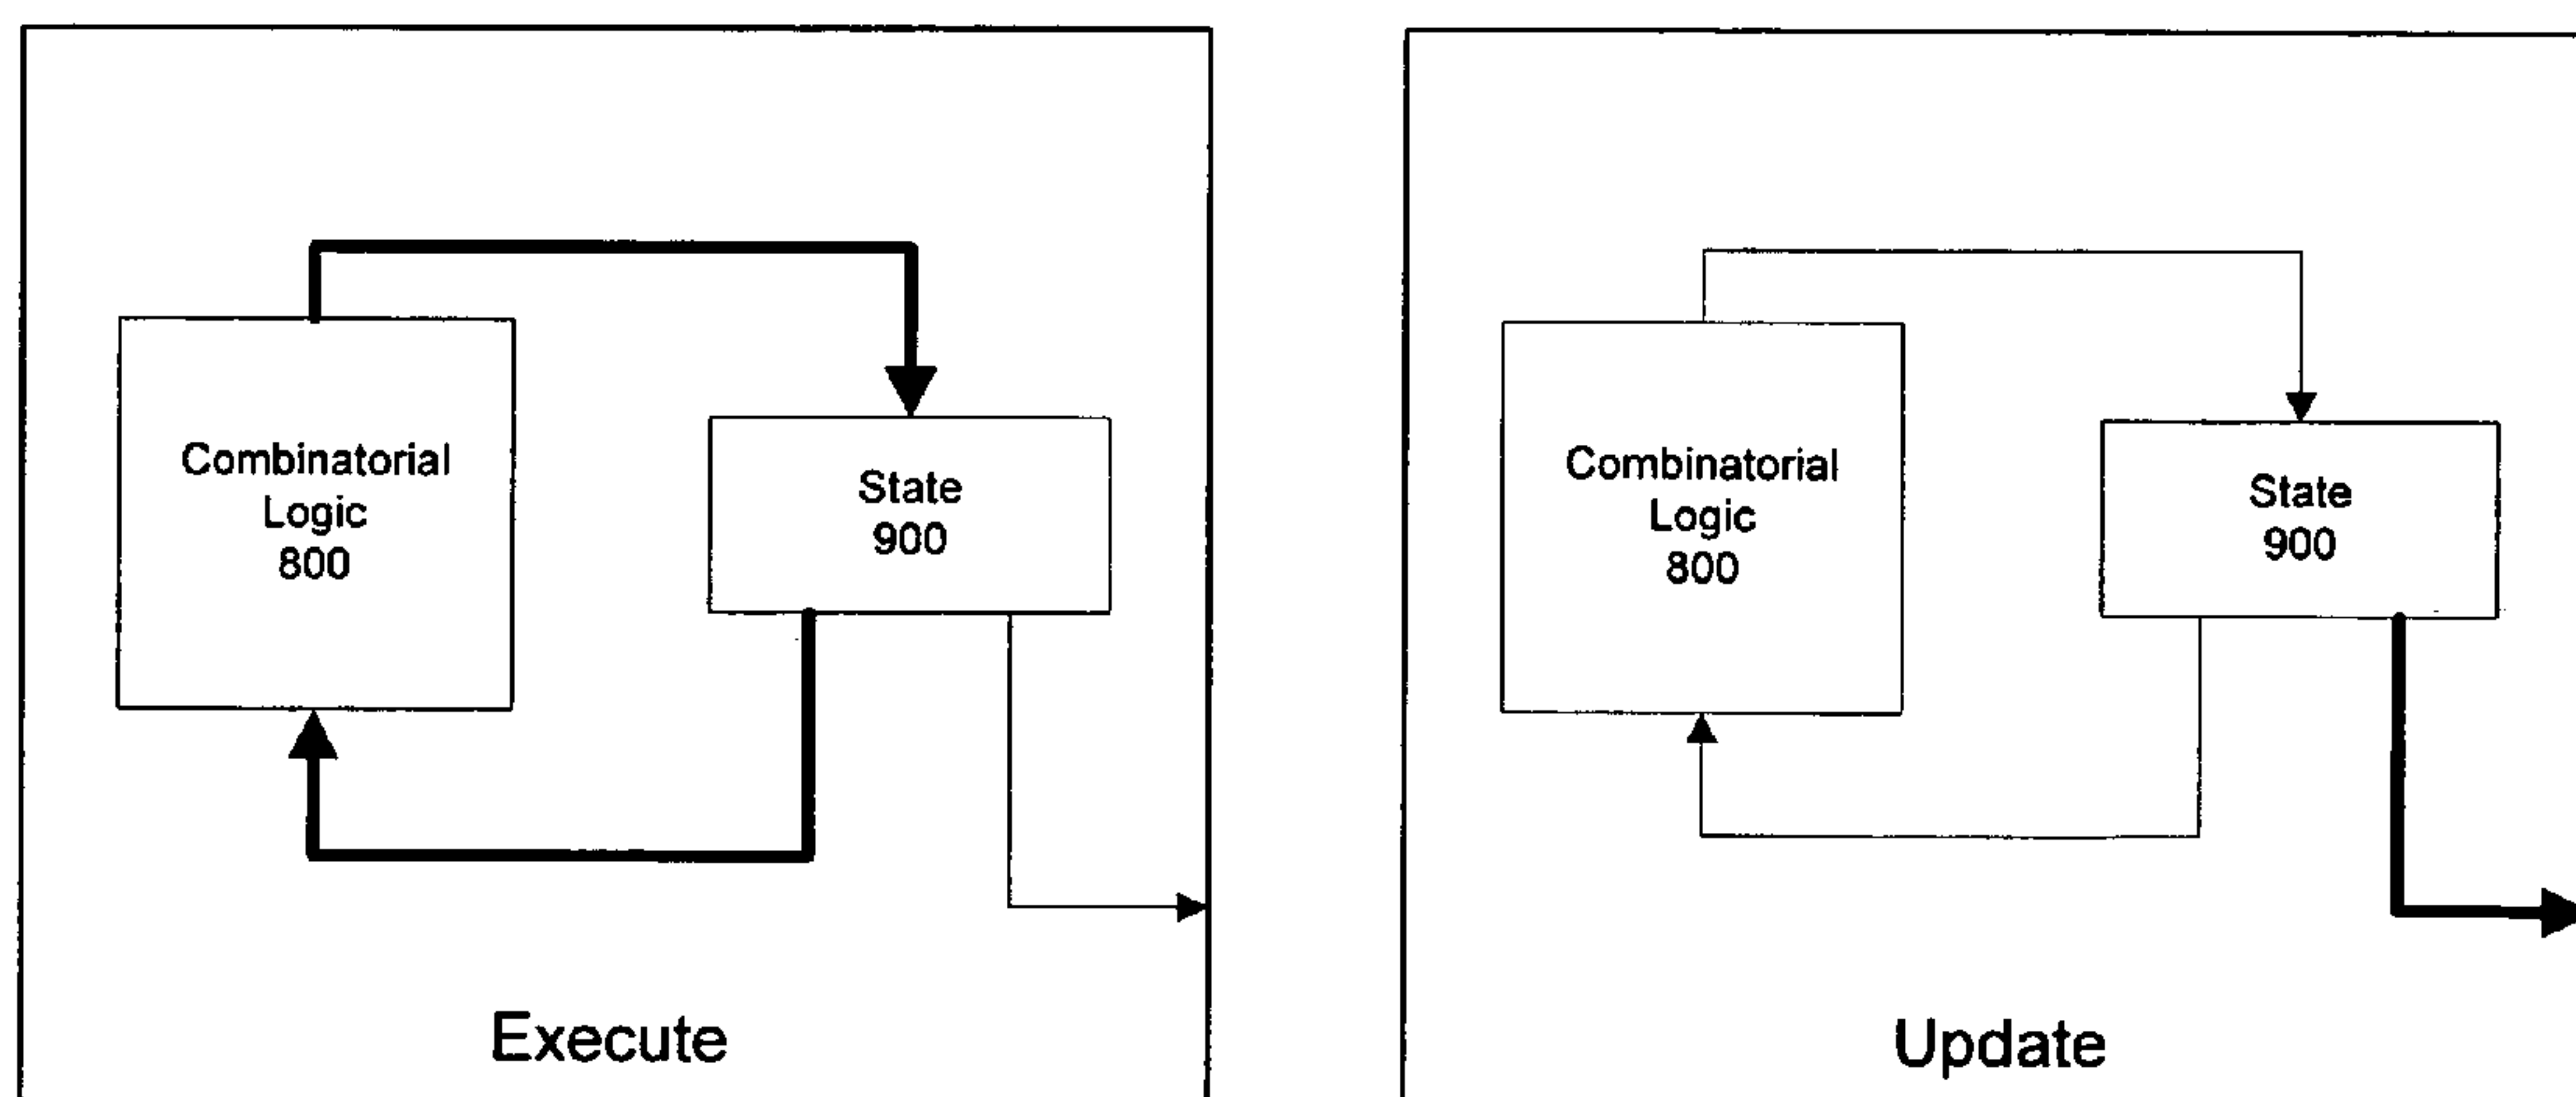 Combinatorial
Logic
800
State
900
Execute
Combinatorial
Logic
800
State
900
Update